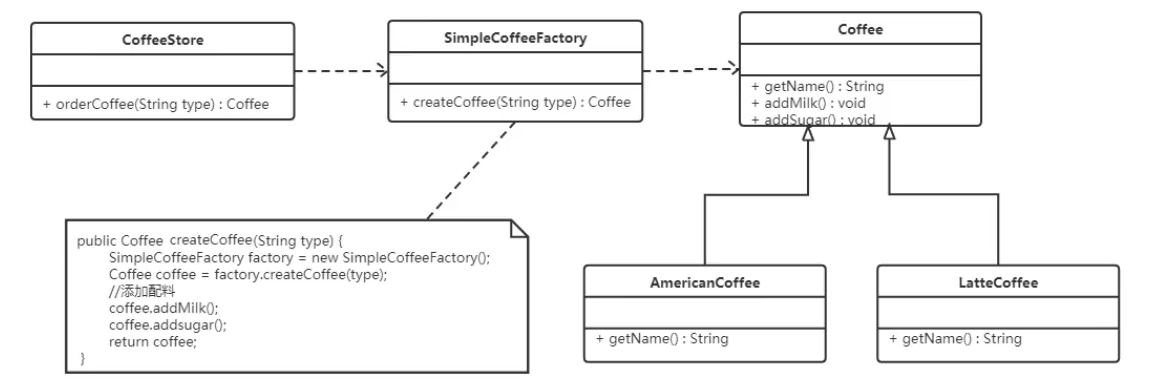 CoffeeStore
+ orderCoffee(String type) : Coffee
SimpleCoffeeFactory
+ createCoffee(String type) : Coffee
Coffee
+ getName() : String
+ addMilk() : void
+ addSugar() : void
public Coffee createCoffee(String type) {
SimpleCoffeeFactory factory = new SimpleCoffeeFactory();
Coffee coffee = factory.createCoffee(type);
//添加配料
coffee.addMilk();
coffee.addsugar();
return coffee;
}
AmericanCoffee
+ getName() : String
LatteCoffee
+ getName() : String